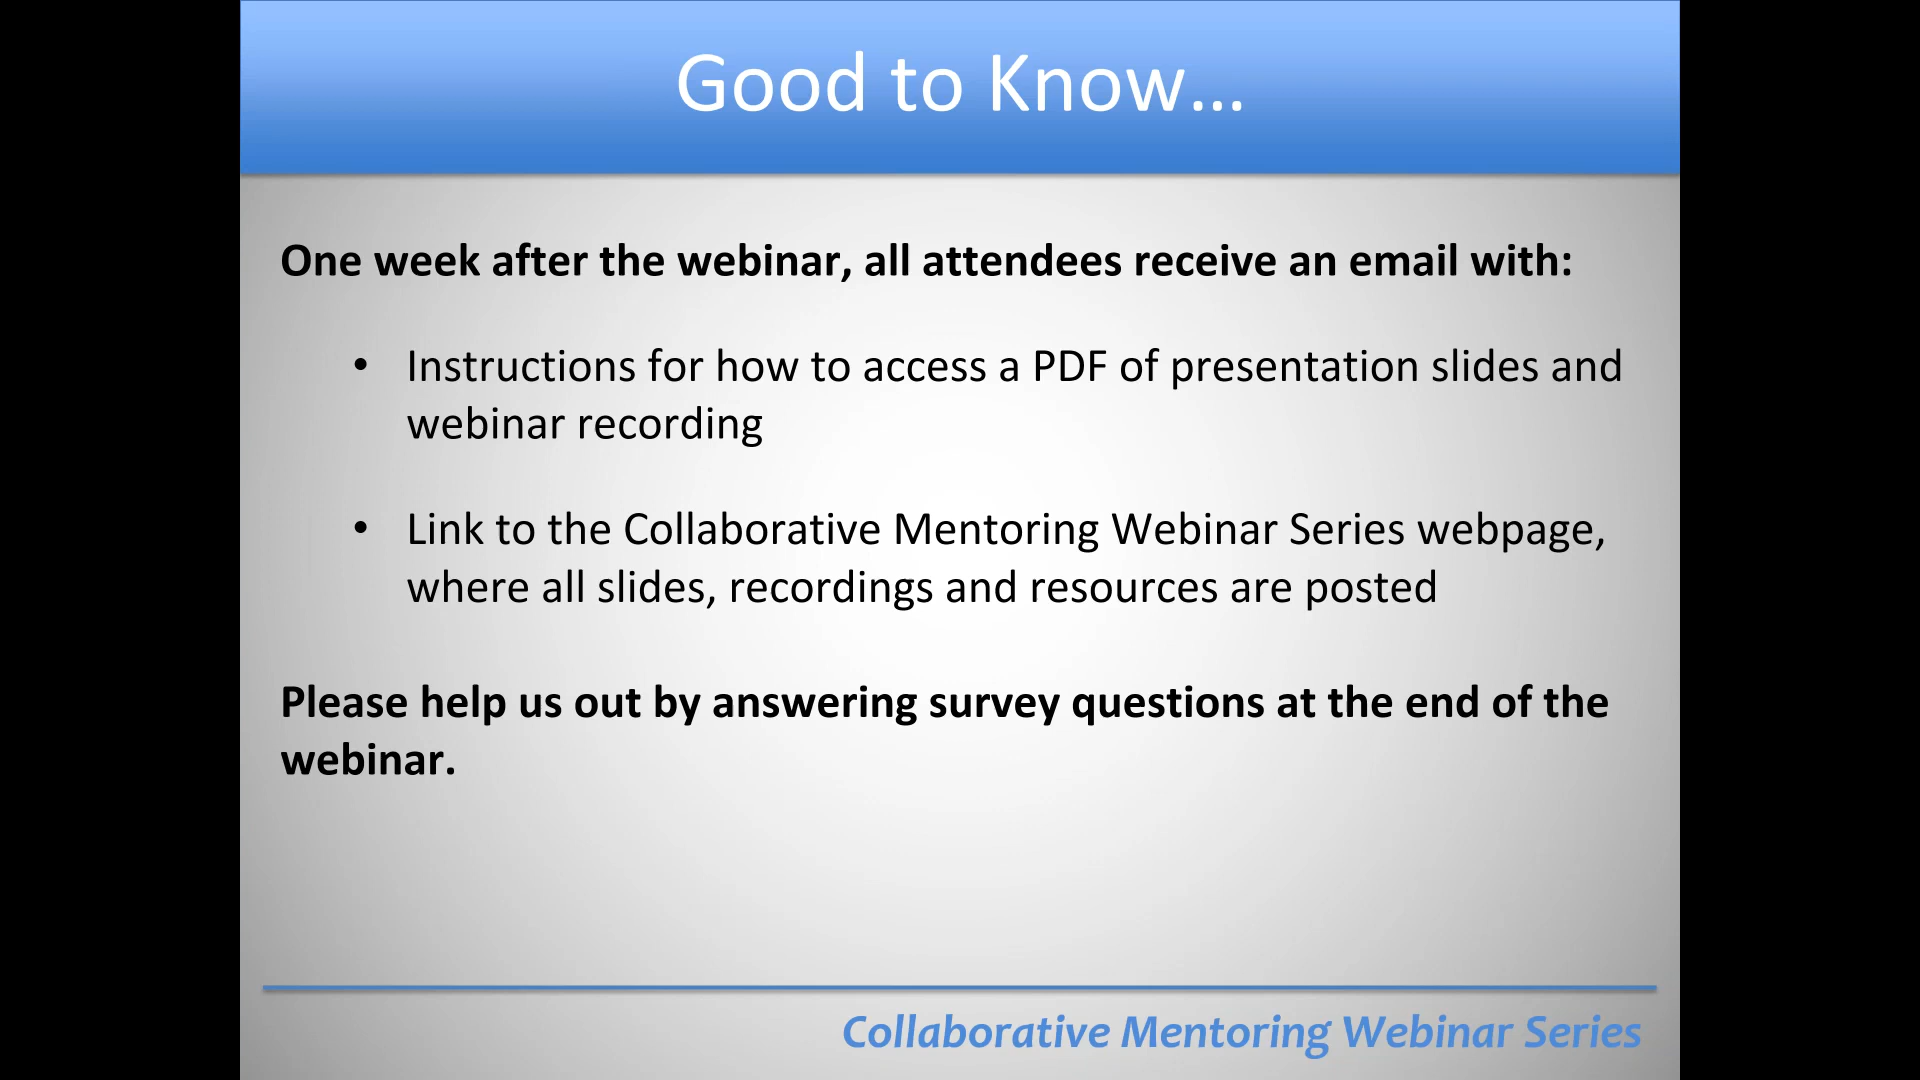 Good to Know…
One week after the webinar, all attendees receive an email with:
• Instructions for how to access a PDF of presentation slides and
webinar recording
• Link to the Collaborative Mentoring Webinar Series webpage,
where all slides, recordings and resources are posted
Please help us out by answering survey questions at the end of the
webinar.
Collaborative Mentoring Webinar Series